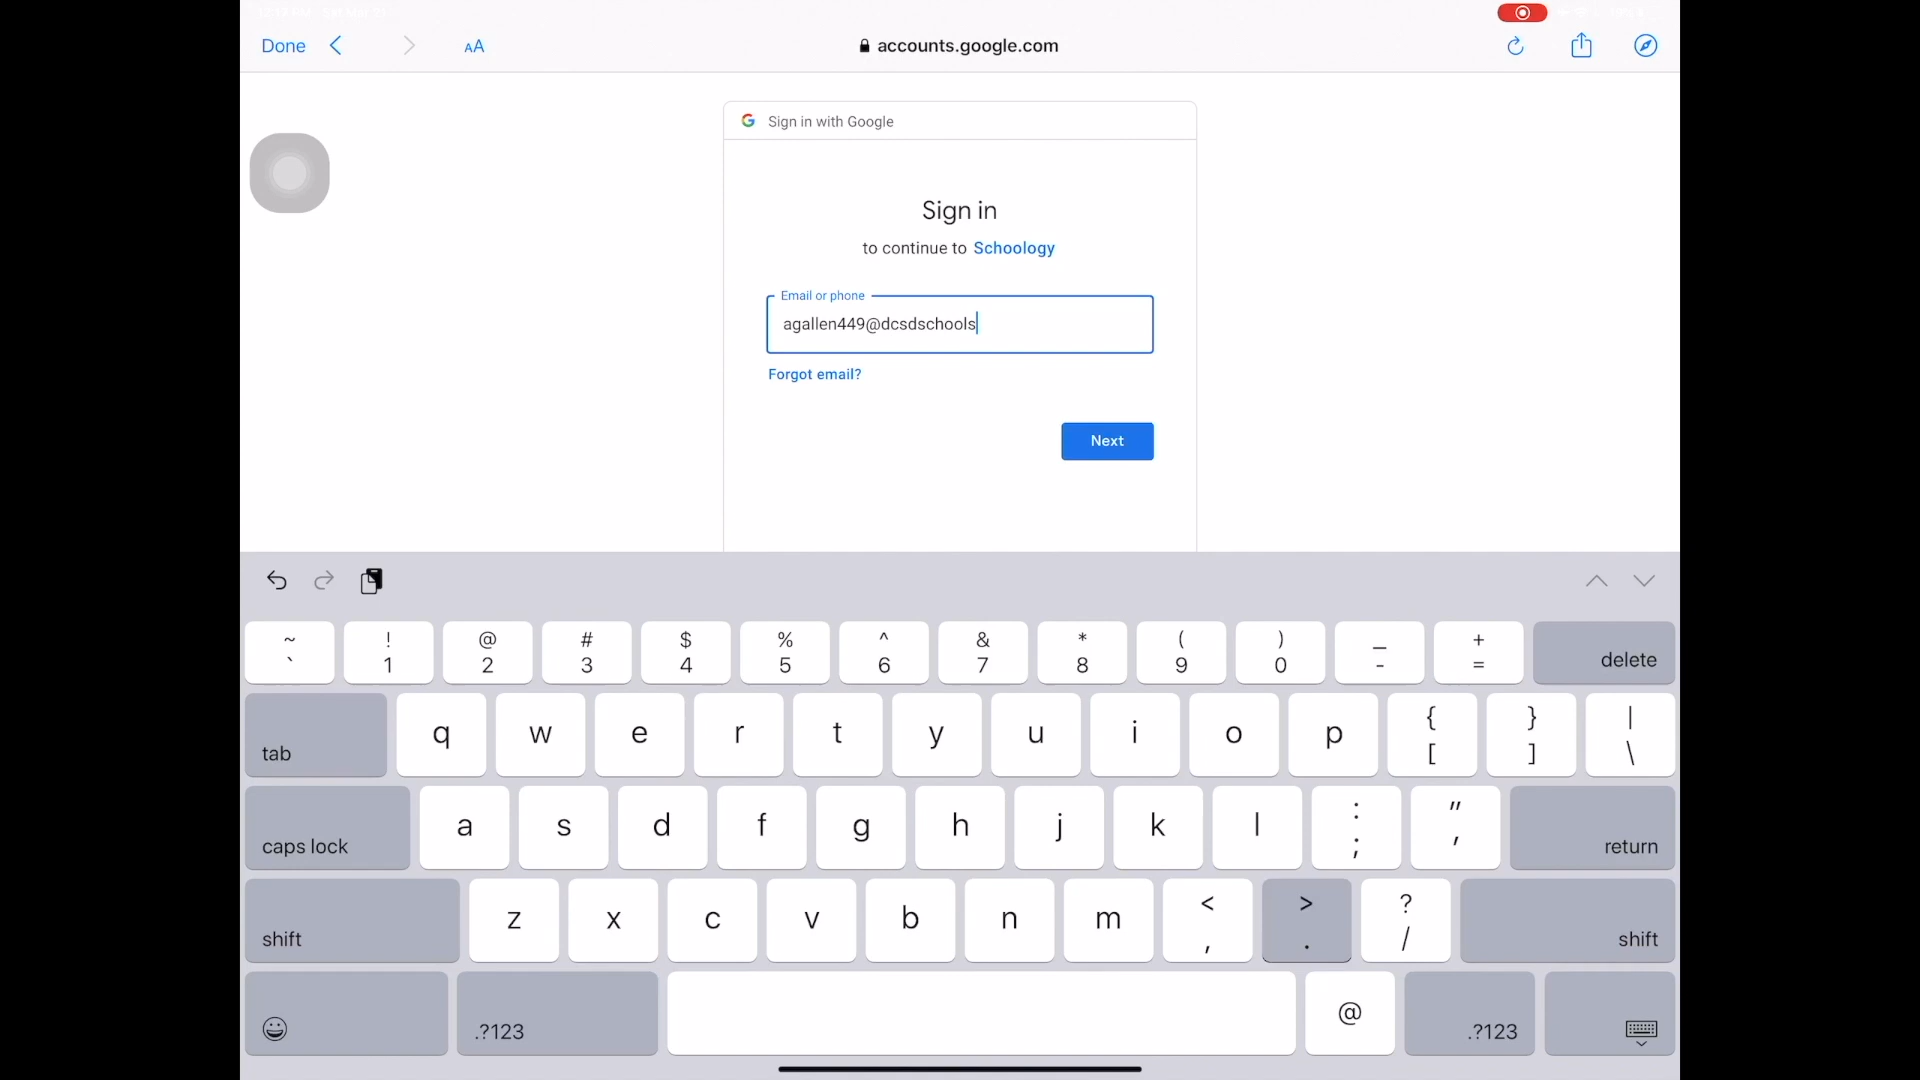 Done
AA
accounts.google.com
Sign in with Google
Sign in
to continue to Schoology
Email or phone
agallen449@dcsdschools
Forgot email?
Next
~ ! @ # $ % ^ & * ( ) _ +
` 1 2 3 4 5 6 7 8 9 0 - = delete
tab q w e r t y u i o p { [ } ] | \
caps lock a s d f g h j k l : ; " ' return
shift z x c v b n m < , > . ? / shift
.?123 @ .?123